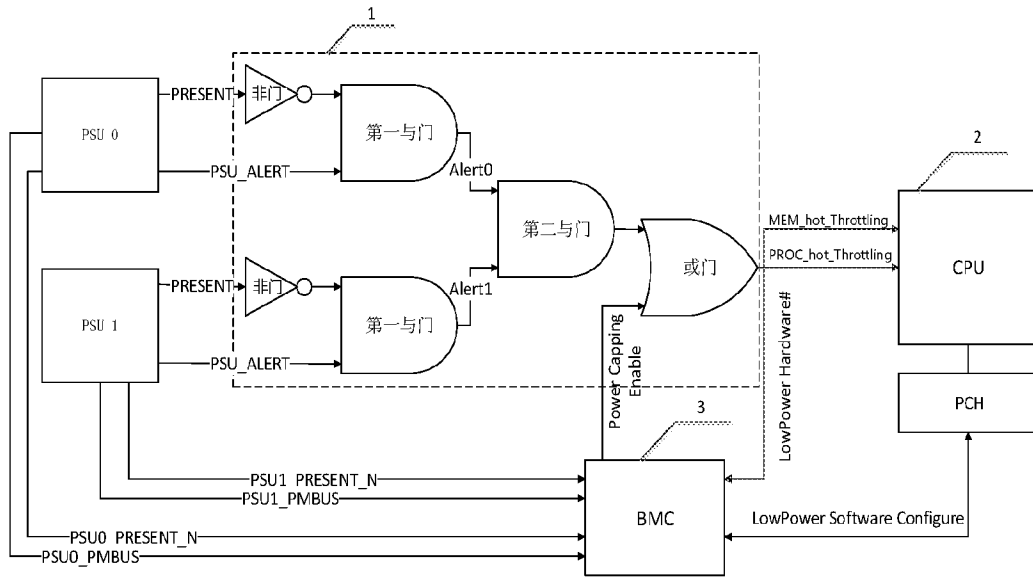 1
PRESENT
非门
PSU 0
第一与门
PSU_ALERT
Alert0
2
第二与门
MEM_hot_Throttling
PROC_hot_Throttling
或门
CPU
PRESENT
非门
Alert1
PSU 1
第一与门
PSU_ALERT
Power Capping
Enable
LowPower Hardware#
PCH
3
PSU1_PRESENT_N
PSU1_PMBUS
BMC
LowPower Software Configure
PSU0_PRESENT_N
PSU0_PMBUS